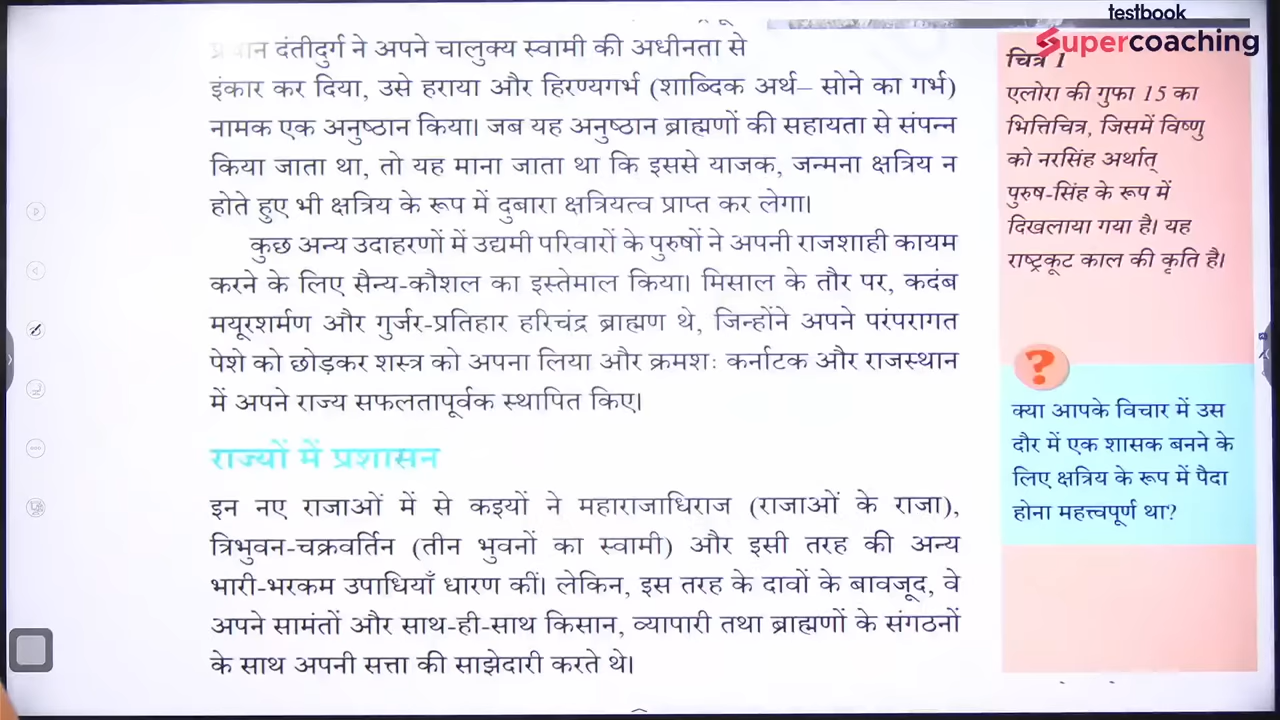 testbook
Supercoaching
दंतीदुर्ग ने अपने चालुक्य स्वामी की अधीनता से
इंकार कर दिया, उसे हराया और हिरण्यगर्भ (शाब्दिक अर्थ– सोने का गर्भ)
नामक एक अनुष्ठान किया। जब यह अनुष्ठान ब्राह्मणों की सहायता से संपन्न
किया जाता था, तो यह माना जाता था कि इससे याजक, जन्मना क्षत्रिय न
होते हुए भी क्षत्रिय के रूप में दुबारा क्षत्रियत्व प्राप्त कर लेगा।
कुछ अन्य उदाहरणों में उद्यमी परिवारों के पुरुषों ने अपनी राजशाही कायम
करने के लिए सैन्य-कौशल का इस्तेमाल किया। मिसाल के तौर पर, कदंब
मयूरशर्मण और गुर्जर-प्रतिहार हरिचंद्र ब्राह्मण थे, जिन्होंने अपने परंपरागत
पेशे को छोड़कर शस्त्र को अपना लिया और क्रमशः कर्नाटक और राजस्थान
में अपने राज्य सफलतापूर्वक स्थापित किए।
राज्यों में प्रशासन
इन नए राजाओं में से कइयों ने महाराजाधिराज (राजाओं के राजा),
त्रिभुवन-चक्रवर्तिन (तीन भुवनों का स्वामी) और इसी तरह की अन्य
भारी-भरकम उपाधियाँ धारण कीं। लेकिन, इस तरह के दावों के बावजूद, वे
अपने सामंतों और साथ-ही-साथ किसान, व्यापारी तथा ब्राह्मणों के संगठनों
के साथ अपनी सत्ता की साझेदारी करते थे।
चित्र 1
एलोरा की गुफा 15 का
भित्तिचित्र, जिसमें विष्णु
को नरसिंह अर्थात्
पुरुष-सिंह के रूप में
दिखलाया गया है। यह
राष्ट्रकूट काल की कृति है।
?
क्या आपके विचार में उस
दौर में एक शासक बनने के
लिए क्षत्रिय के रूप में पैदा
होना महत्त्वपूर्ण था?